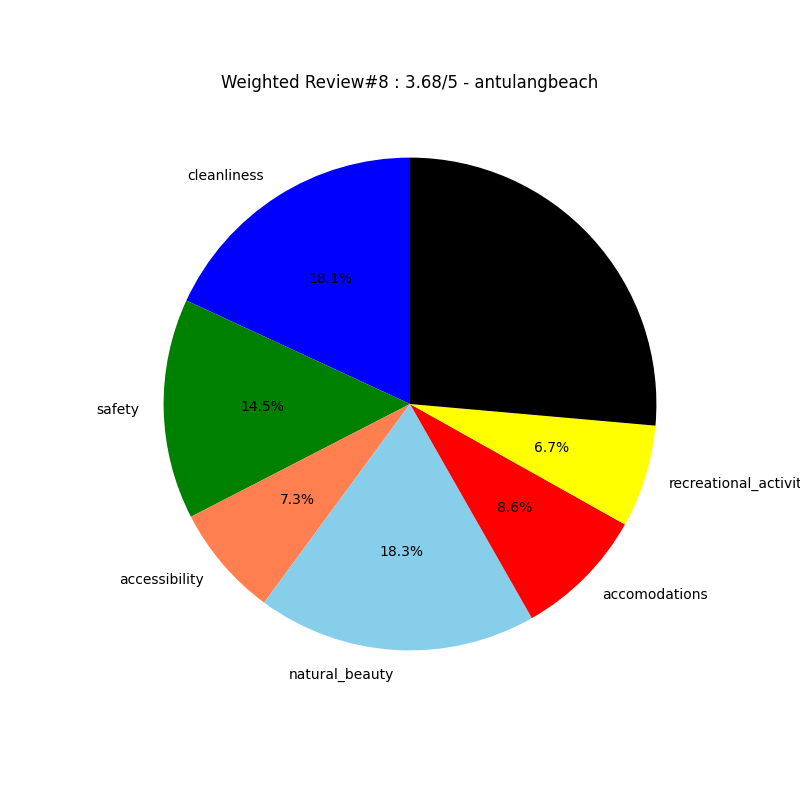 Weighted Review#8 : 3.68/5 - antulangbeach
cleanliness
18.1%
safety
14.5%
6.7%
recreational_activit
7.3%
8.6%
18.3%
accessibility
accomodations
natural_beauty